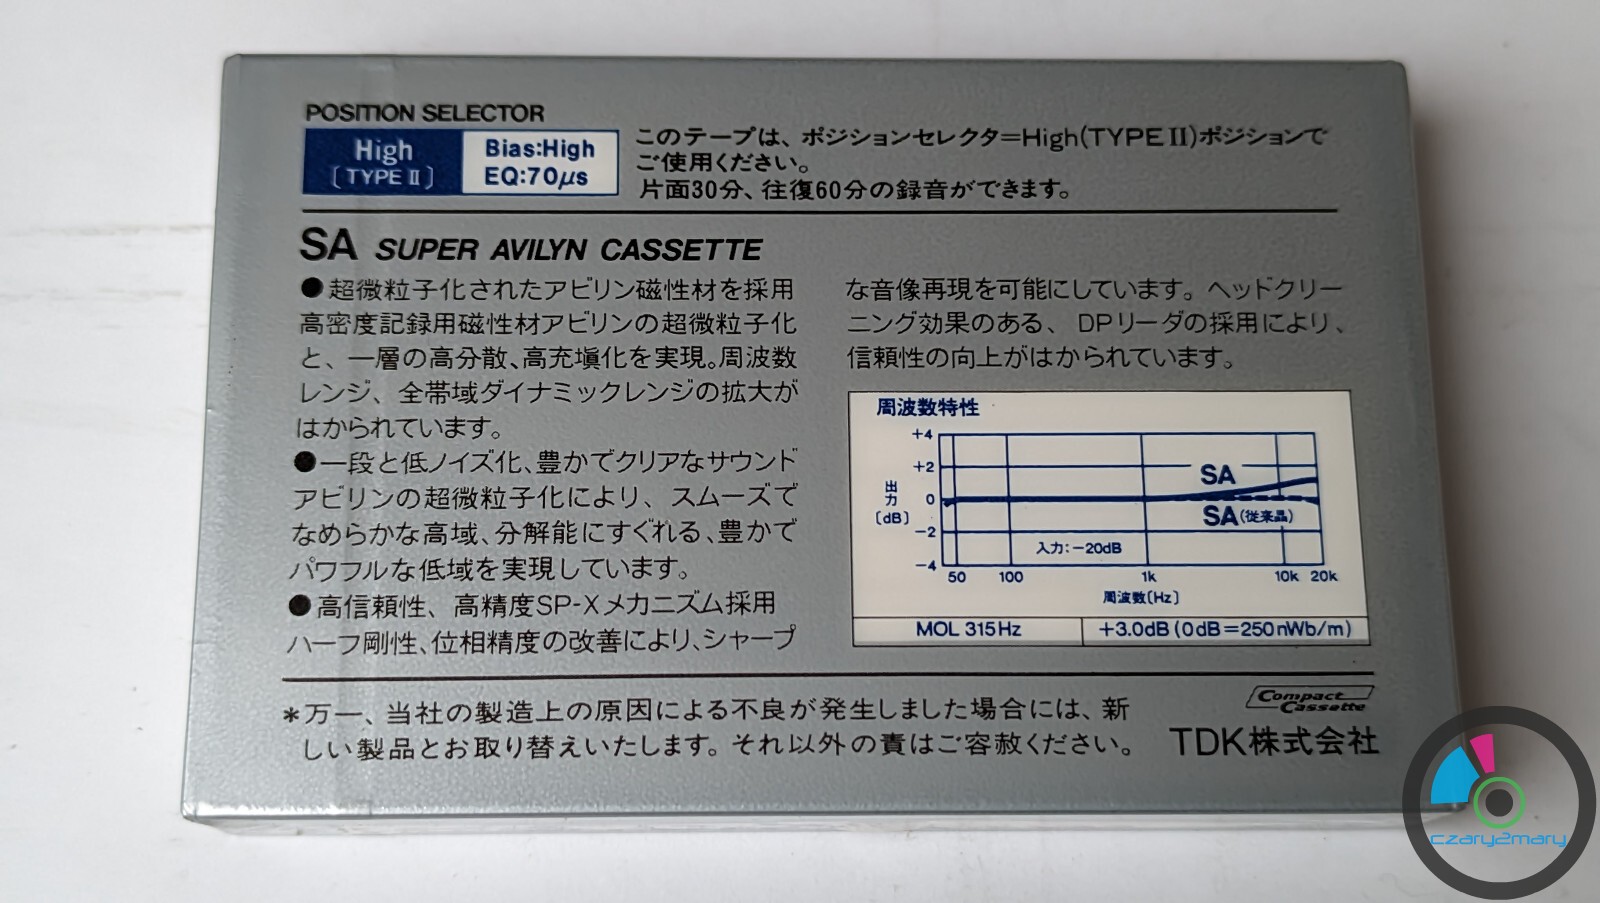 POSITION SELECTOR
High
[TYPE II]
Bias:High
EQ:70μs
このテープは、ポジションセレクタ=High(TYPE II)ポジションで
ご使用ください。
片面30分、往復60分の録音ができます。
SA SUPER AVILYN CASSETTE
●超微粒子化されたアビリン磁性材を採用
高密度記録用磁性材アビリンの超微粒子化
と、一層の高分散、高充塡化を実現。周波数
レンジ、全帯域ダイナミックレンジの拡大が
はかられています。
●一段と低ノイズ化、豊かでクリアなサウンド
アビリンの超微粒子化により、スムーズで
なめらかな高域、分解能にすぐれる、豊かで
パワフルな低域を実現しています。
●高信頼性、高精度SP-Xメカニズム採用
ハーフ剛性、位相精度の改善により、シャープ
な音像再現を可能にしています。ヘッドクリー
ニング効果のある、DPリーダの採用により、
信頼性の向上がはかられています。
周波数特性
出力
[dB]
+4
+2
0
-2
-4
SA
SA(従来品)
入力:-20dB
50 100 1k 10k 20k
周波数[Hz]
MOL 315Hz
+3.0dB(0dB=250nWb/m)
*万一、当社の製造上の原因による不良が発生しました場合には、新
しい製品とお取り替えいたします。それ以外の責はご容赦ください。
Compact
Cassette
TDK株式会社
czary2mary